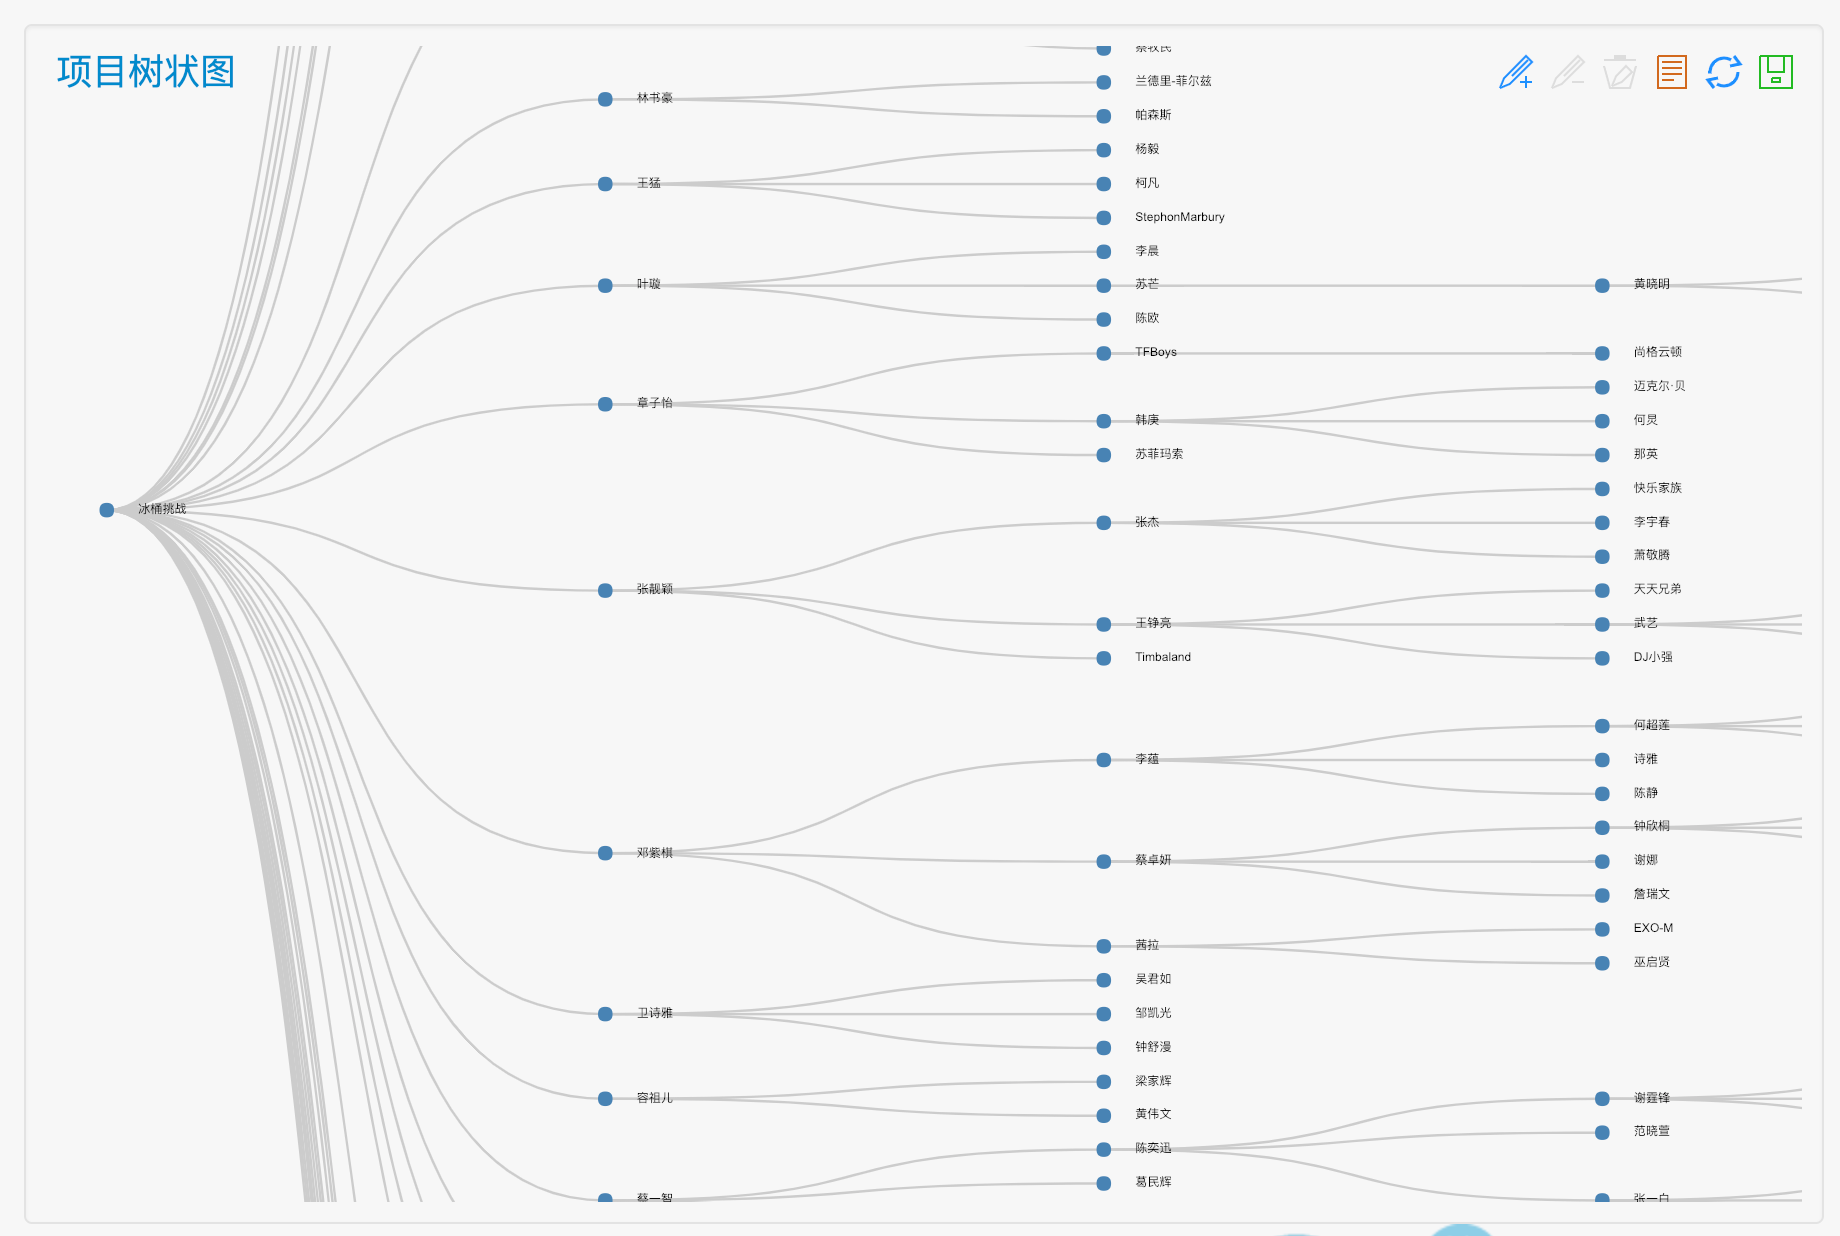 项目树状图
蔡牧民
兰德里-菲尔兹
林书豪
帕森斯
杨毅
王猛
柯凡
StephonMarbury
李晨
叶璇
苏芒
黄晓明
陈欧
TFBoys
尚格云顿
迈克尔·贝
章子怡
韩庚
何炅
苏菲玛索
那英
快乐家族
冰桶挑战
张杰
李宇春
萧敬腾
张靓颖
天天兄弟
王铮亮
武艺
Timbaland
DJ小强
何超莲
李蕴
诗雅
陈静
钟欣桐
邓紫棋
蔡卓妍
谢娜
詹瑞文
EXO-M
茜拉
巫启贤
吴君如
卫诗雅
邹凯光
钟舒漫
梁家辉
容祖儿
谢霆锋
黄伟文
范晓萱
陈奕迅
葛民辉
蔡一智
张一白